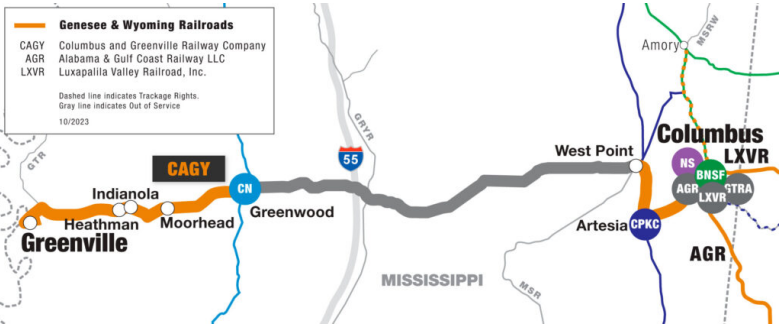 Genesee & Wyoming Railroads
CAGY Columbus and Greenville Railway Company
AGR Alabama & Gulf Coast Railway LLC
LXVR Luxapalila Valley Railroad, Inc.
Dashed line indicates Trackage Rights.
Gray line indicates Out of Service
10/2023
Amory
MSRW
GTR
GRYR
55
CAGY
West Point
Columbus
LXVR
NS
BNSF
AGR
LXVR
GTRA
Indianola
CN
Heathman
Moorhead
Greenwood
Greenville
Artesia
CPKC
AGR
MISSISSIPPI
MSR